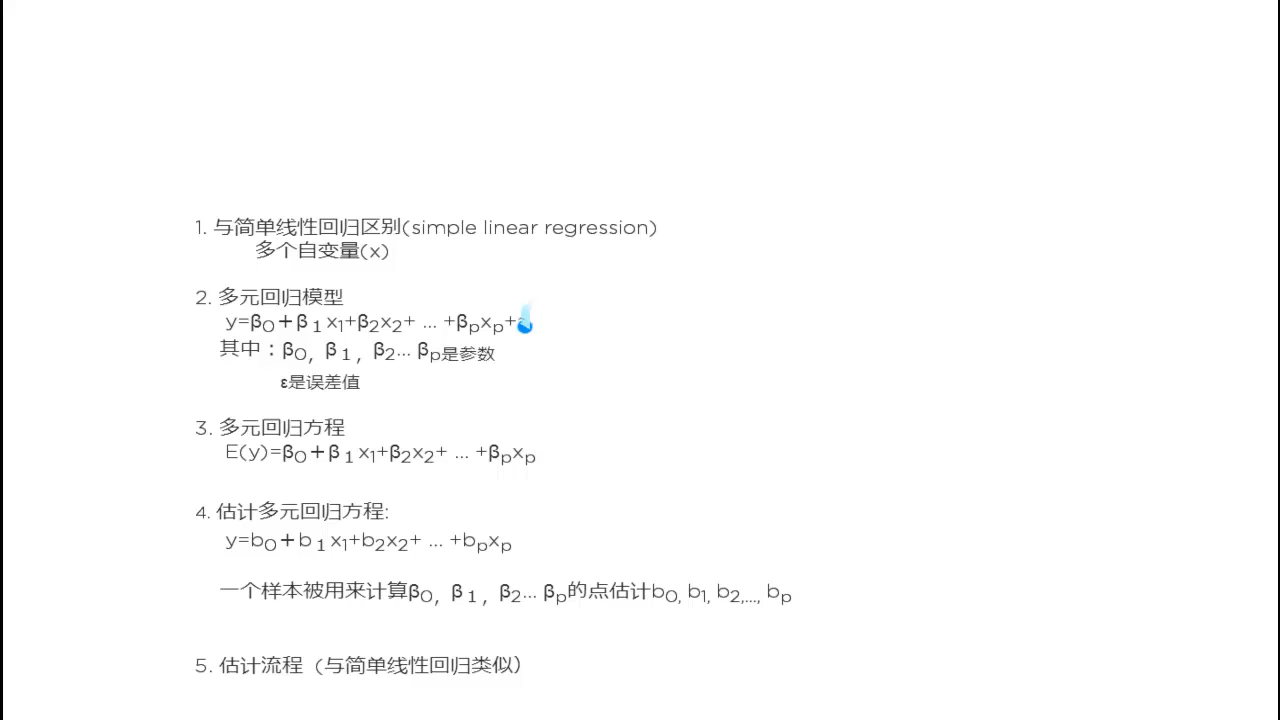 1. 与简单线性回归区别(simple linear regression)
多个自变量(x)
2. 多元回归模型
y=β₀＋β₁x₁+β₂x₂+ ... +βₚxₚ+
其中：β₀，β₁，β₂... βₚ是参数
ε是误差值
3. 多元回归方程
E(y)=β₀＋β₁x₁+β₂x₂+ ... +βₚxₚ
4. 估计多元回归方程:
y=b₀＋b₁x₁+b₂x₂+ ... +bₚxₚ
一个样本被用来计算β₀，β₁，β₂... βₚ的点估计b₀, b₁, b₂,..., bₚ
5. 估计流程（与简单线性回归类似）